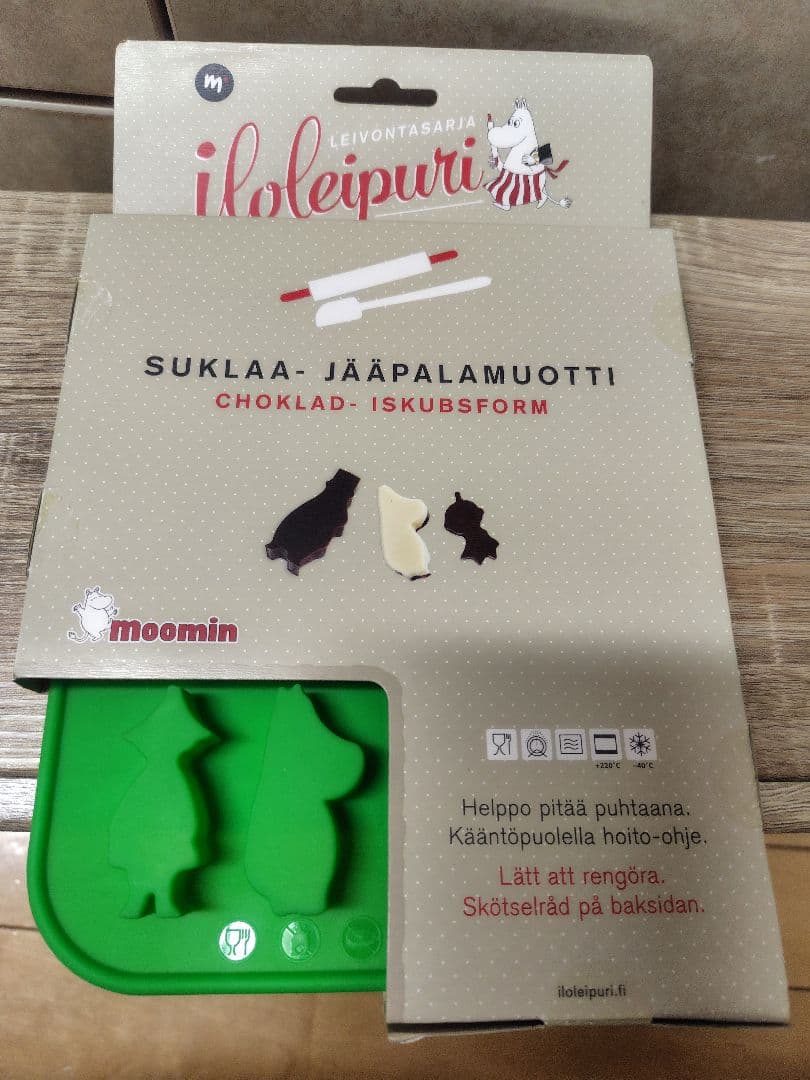 m
LEIVONTASARJA
iloleipuri
SUKLAA- JÄÄPALAMUOTTI
CHOKLAD- ISKUBSFORM
moomin
+220°C -40°C
Helppo pitää puhtaana.
Kääntöpuolella hoito-ohje.
Lätt att rengöra.
Skötselråd på baksidan.
iloleipuri.fi